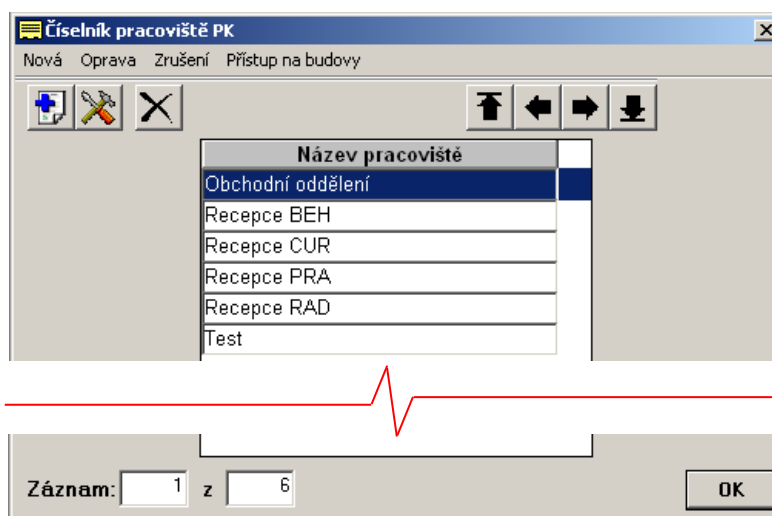 Číselník pracoviště PK
Nová Oprava Zrušení Přístup na budovy
Název pracoviště
Obchodní oddělení
Recepce BEH
Recepce CUR
Recepce PRA
Recepce RAD
Test
Záznam: 1 z 6 OK